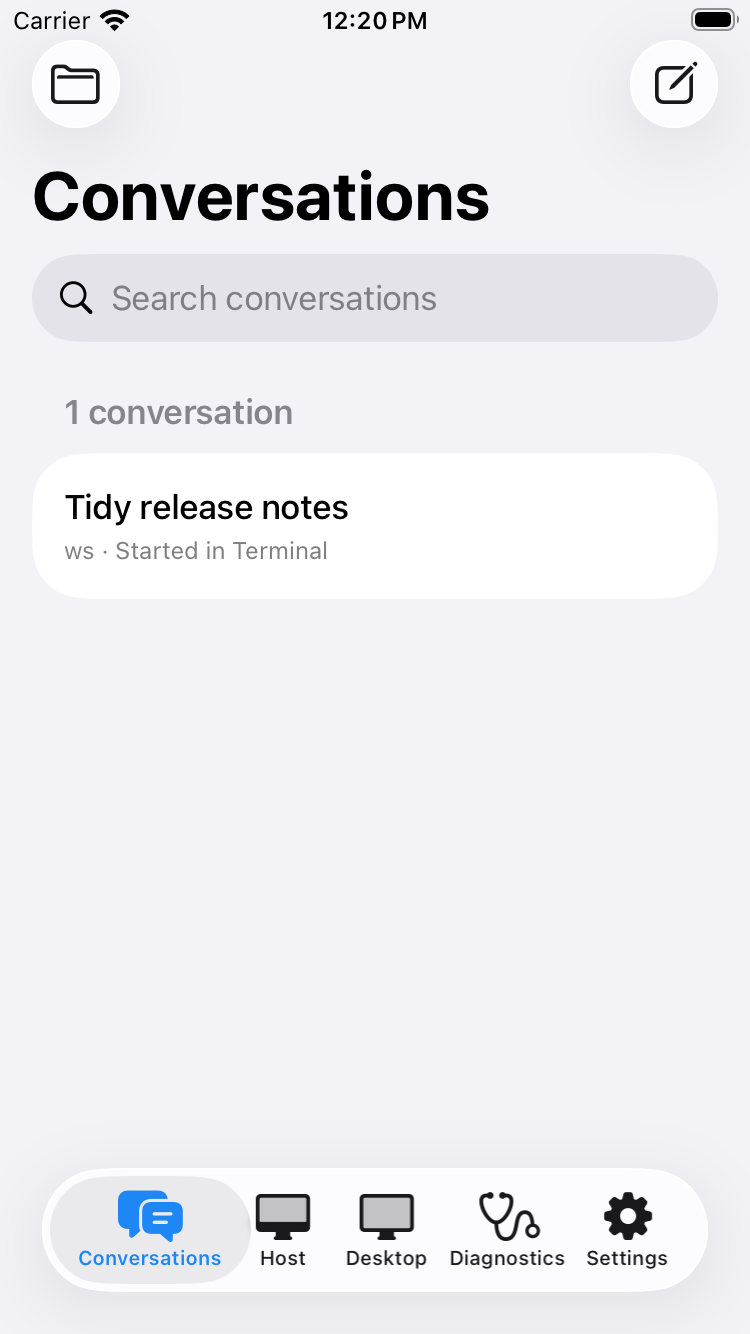 Carrier 12:20 PM
Conversations
Search conversations
1 conversation
Tidy release notes
ws · Started in Terminal
Conversations Host Desktop Diagnostics Settings